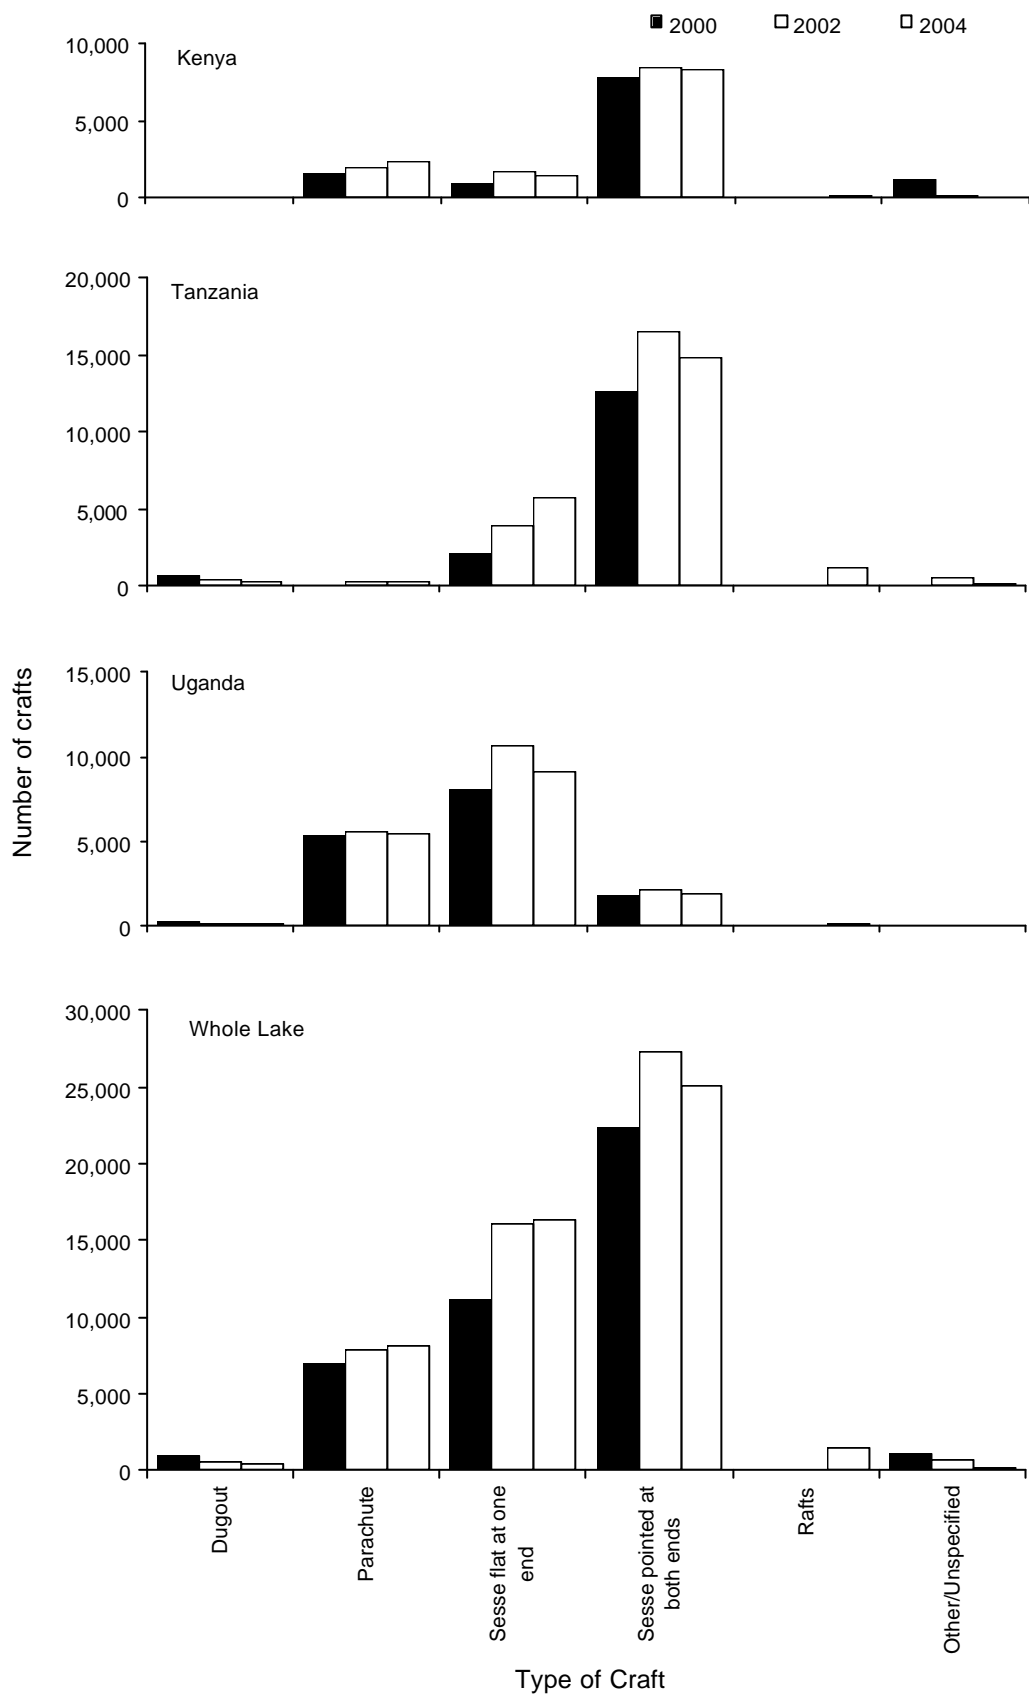 2000 2002 2004
Kenya
10,000
5,000
0
Tanzania
20,000
15,000
10,000
5,000
0
Uganda
15,000
10,000
5,000
0
Number of crafts
Whole Lake
30,000
25,000
20,000
15,000
10,000
5,000
0
Dugout
Parachute
Sesse flat at one
end
Sesse pointed at
both ends
Rafts
Other/Unspecified
Type of Craft